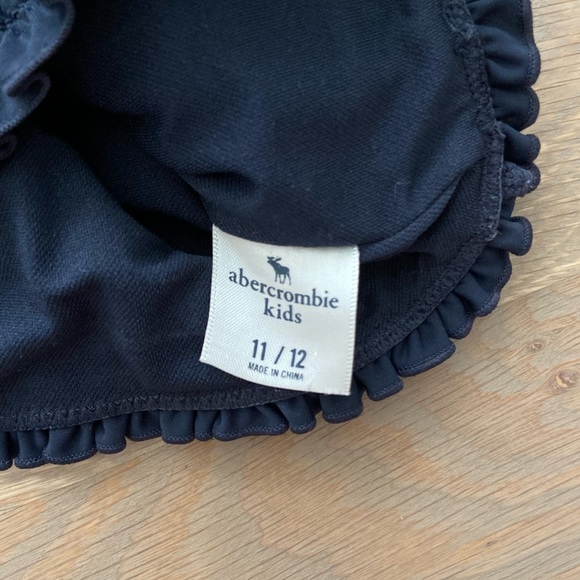 abercrombie
kids
11 / 12
MADE IN CHINA